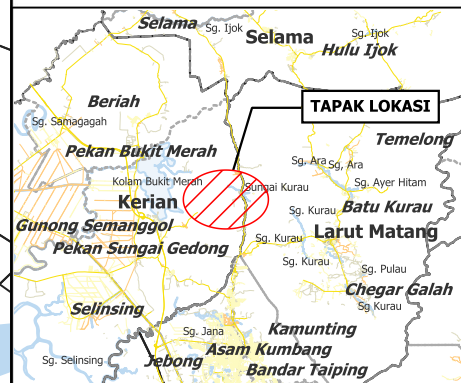 Selama
Sg. Ijok
Selama
Sg. Ijok
Hulu Ijok
Beriah
TAPAK LOKASI
Sg. Samagagah
Temelong
Pekan Bukit Merah
Sg. Ara
Sg. Ara
Kolam Bukit Merah
Sungai Kurau
Sg. Ayer Hitam
Kerian
Sg. Kurau
Batu Kurau
Gunong Semanggol
Larut Matang
Pekan Sungai Gedong
Sg. Kurau
Sg. Kurau
Sg. Pulau
Chegar Galah
Selinsing
Sg Kurau
Sg. Jana
Kamunting
Asam Kumbang
Sg. Selinsing
Jebong
Bandar Taiping